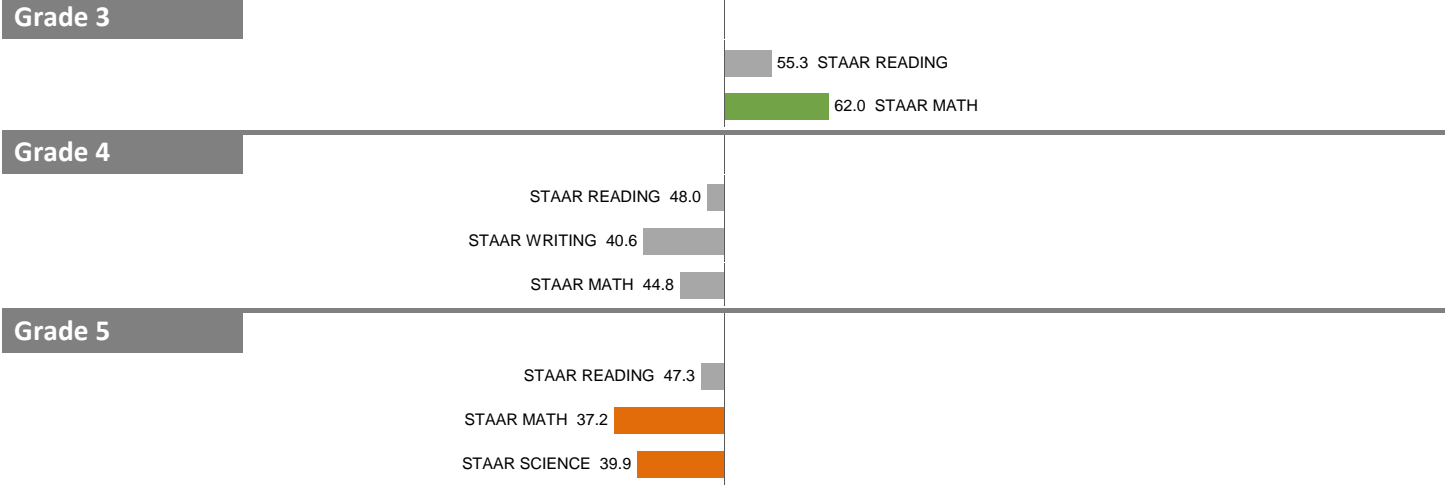 Grade 3
55.3 STAAR READING
62.0 STAAR MATH
Grade 4
STAAR READING 48.0
STAAR WRITING 40.6
STAAR MATH 44.8
Grade 5
STAAR READING 47.3
STAAR MATH 37.2
STAAR SCIENCE 39.9